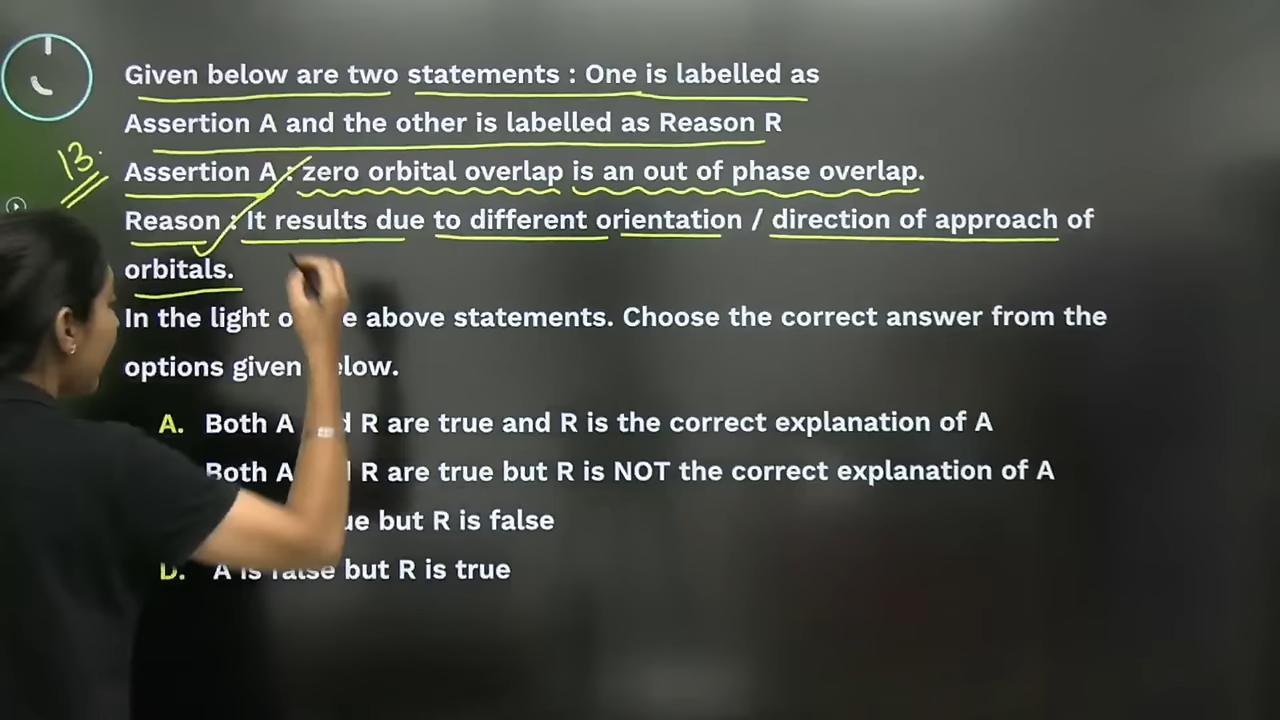 Given below are two statements : One is labelled as
Assertion A and the other is labelled as Reason R
13.
Assertion A : zero orbital overlap is an out of phase overlap.
Reason : It results due to different orientation / direction of approach of
orbitals.
In the light e above statements. Choose the correct answer from the
options given elow.
A. Both A R are true and R is the correct explanation of A
Both A R are true but R is NOT the correct explanation of A
ue but R is false
D. A is false but R is true